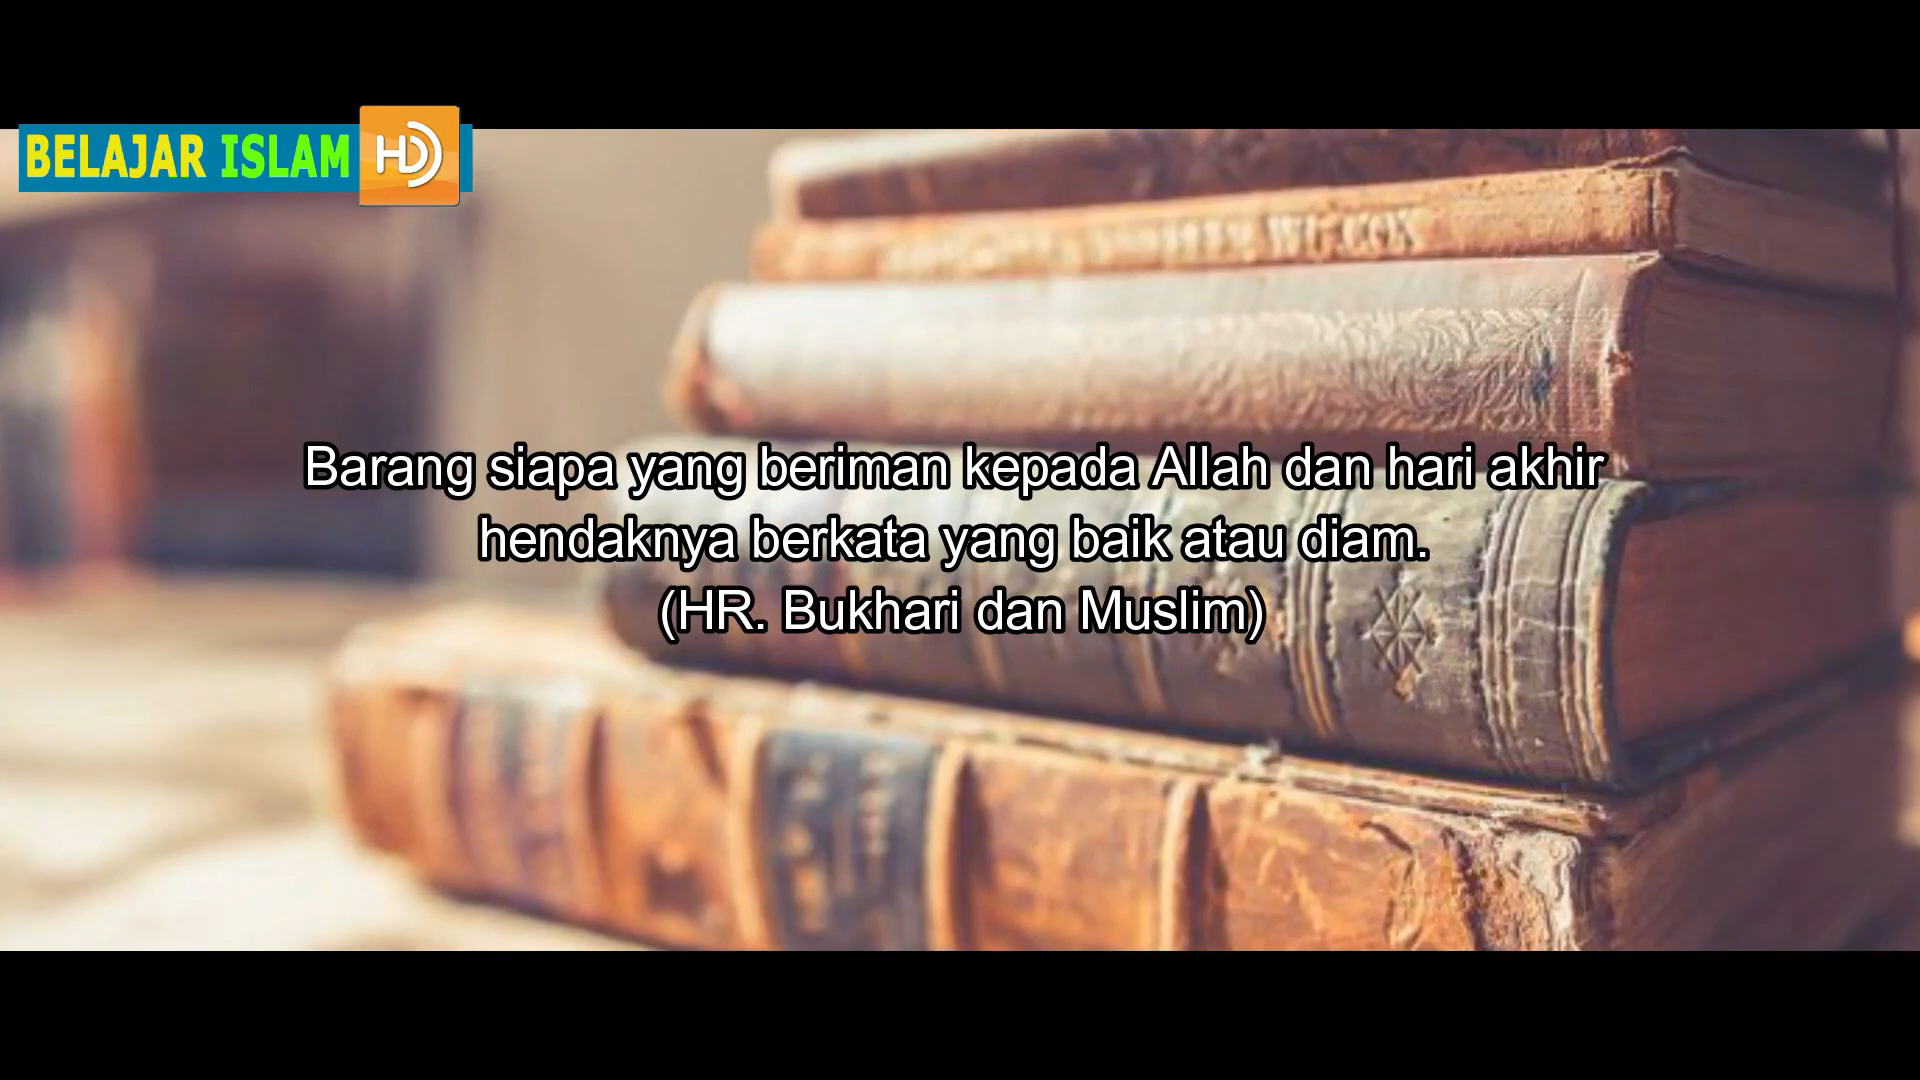 BELAJAR ISLAM HD
Barang siapa yang beriman kepada Allah dan hari akhir
hendaknya berkata yang baik atau diam.
(HR. Bukhari dan Muslim)